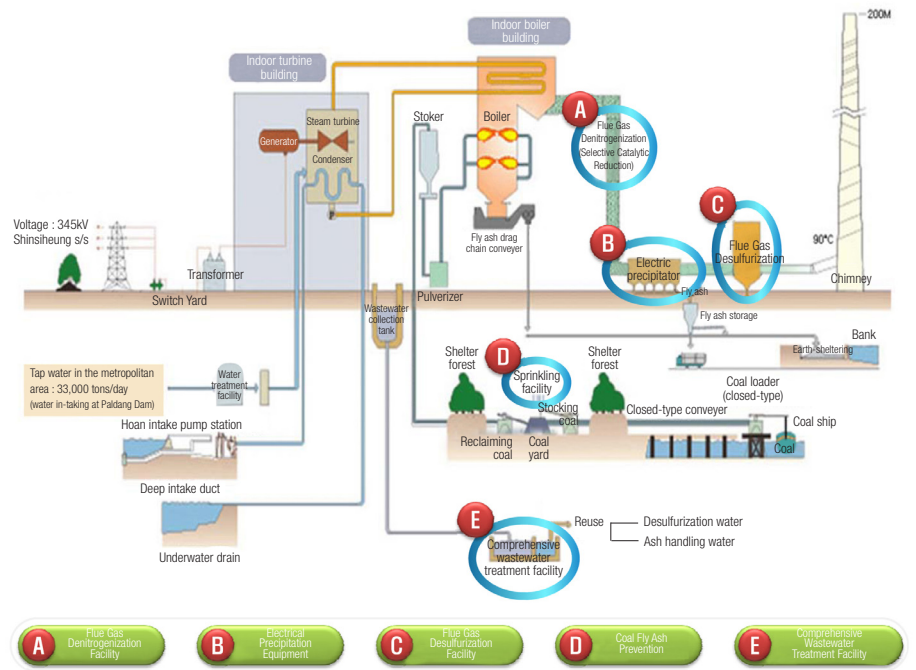 200M
Indoor boiler
building
Indoor turbine
building
Steam turbine
Generator
Condenser
Stoker
Boiler
A
Flue Gas
Denitrogenization
(Selective Catalytic
Reduction)
C
Flue Gas
Desulfurization
B
Electric
precipitator
90°C
Chimney
Voltage : 345kV
Shinsiheung s/s
Transformer
Switch Yard
Fly ash drag
chain conveyer
Pulverizer
Fly ash
Fly ash storage
Wastewater
collection
tank
Bank
Earth-sheltering
Coal loader
(closed-type)
Tap water in the metropolitan
area : 33,000 tons/day
(water in-taking at Paldang Dam)
Water
treatment
facility
Hoan intake pump station
Deep intake duct
Underwater drain
Shelter
forest
D
Sprinkling
facility
Shelter
forest
Stocking
coal
Closed-type conveyer
Coal ship
Reclaiming
coal
Coal
yard
Coal
E
Comprehensive
wastewater
treatment facility
Reuse
Desulfurization water
Ash handling water
A
Flue Gas
Denitrogenization
Facility
B
Electrical
Precipitation
Equipment
C
Flue Gas
Desulfurization
Facility
D
Coal Fly Ash
Prevention
E
Comprehensive
Wastewater
Treatment Facility